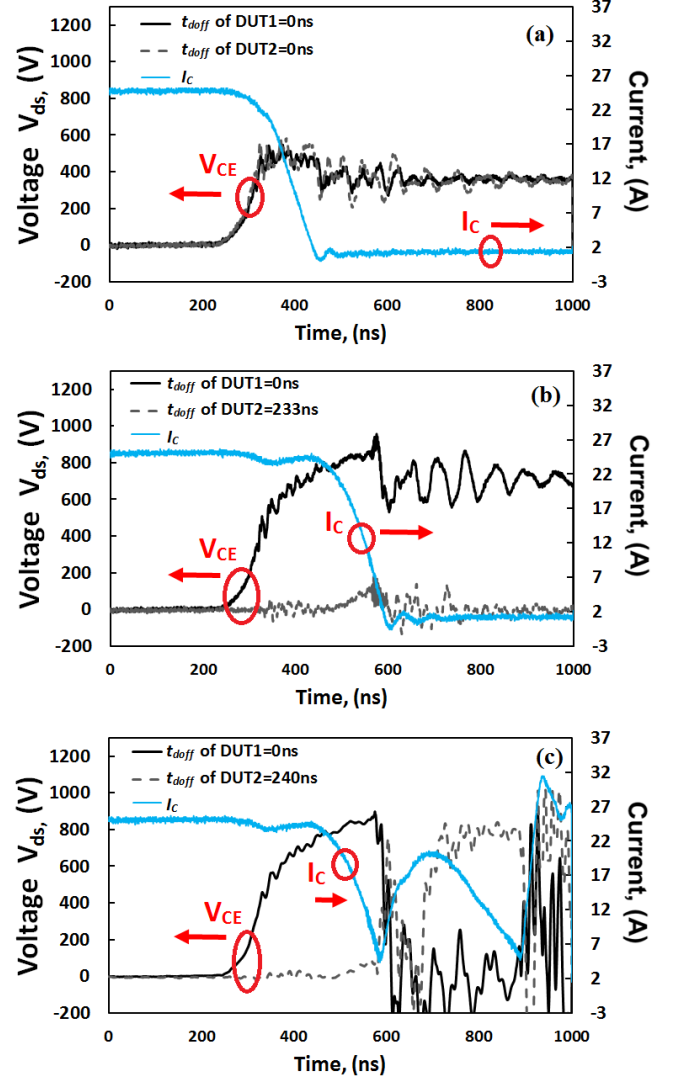 (a)
t_doff of DUT1=0ns
t_doff of DUT2=0ns
I_C
Voltage V_ds, (V)
1200
1000
800
600
400
200
0
-200
V_CE
I_C
37
32
27
22
17
12
7
2
-3
Current, (A)
0
200
400
600
800
1000
Time, (ns)
(b)
t_doff of DUT1=0ns
t_doff of DUT2=233ns
I_C
Voltage V_ds, (V)
1200
1000
800
600
400
200
0
-200
V_CE
I_C
37
32
27
22
17
12
7
2
-3
Current, (A)
0
200
400
600
800
1000
Time, (ns)
(c)
t_doff of DUT1=0ns
t_doff of DUT2=240ns
I_C
Voltage V_ds, (V)
1200
1000
800
600
400
200
0
-200
V_CE
I_C
37
32
27
22
17
12
7
2
-3
Current, (A)
0
200
400
600
800
1000
Time, (ns)